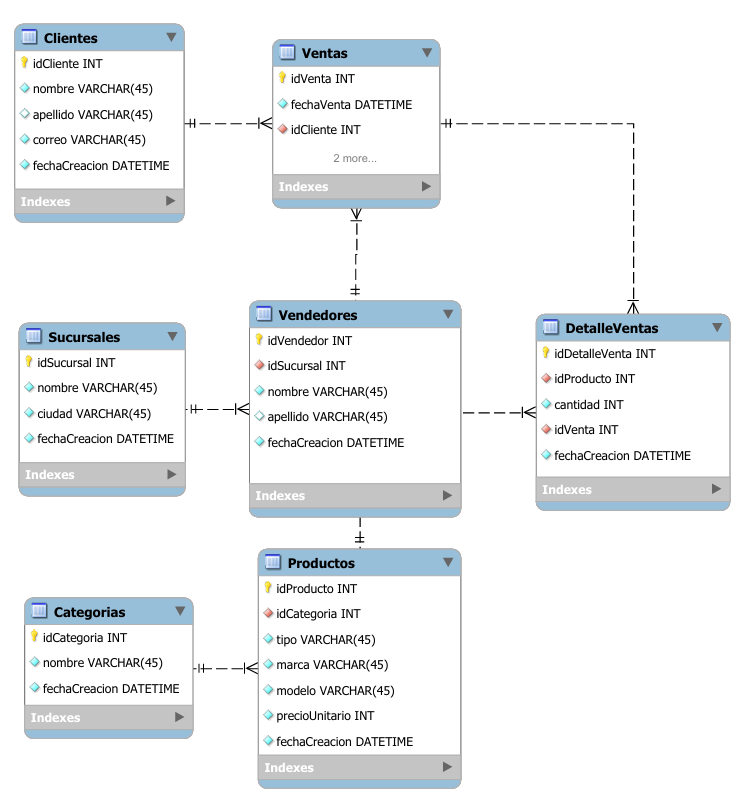 Clientes
idCliente INT
nombre VARCHAR(45)
apellido VARCHAR(45)
correo VARCHAR(45)
fechaCreacion DATETIME
Indexes
Ventas
idVenta INT
fechaVenta DATETIME
idCliente INT
2 more...
Indexes
Sucursales
idSucursal INT
nombre VARCHAR(45)
ciudad VARCHAR(45)
fechaCreacion DATETIME
Indexes
Vendedores
idVendedor INT
idSucursal INT
nombre VARCHAR(45)
apellido VARCHAR(45)
fechaCreacion DATETIME
Indexes
DetalleVentas
idDetalleVenta INT
idProducto INT
cantidad INT
idVenta INT
fechaCreacion DATETIME
Indexes
Categorias
idCategoria INT
nombre VARCHAR(45)
fechaCreacion DATETIME
Indexes
Productos
idProducto INT
idCategoria INT
tipo VARCHAR(45)
marca VARCHAR(45)
modelo VARCHAR(45)
precioUnitario INT
fechaCreacion DATETIME
Indexes